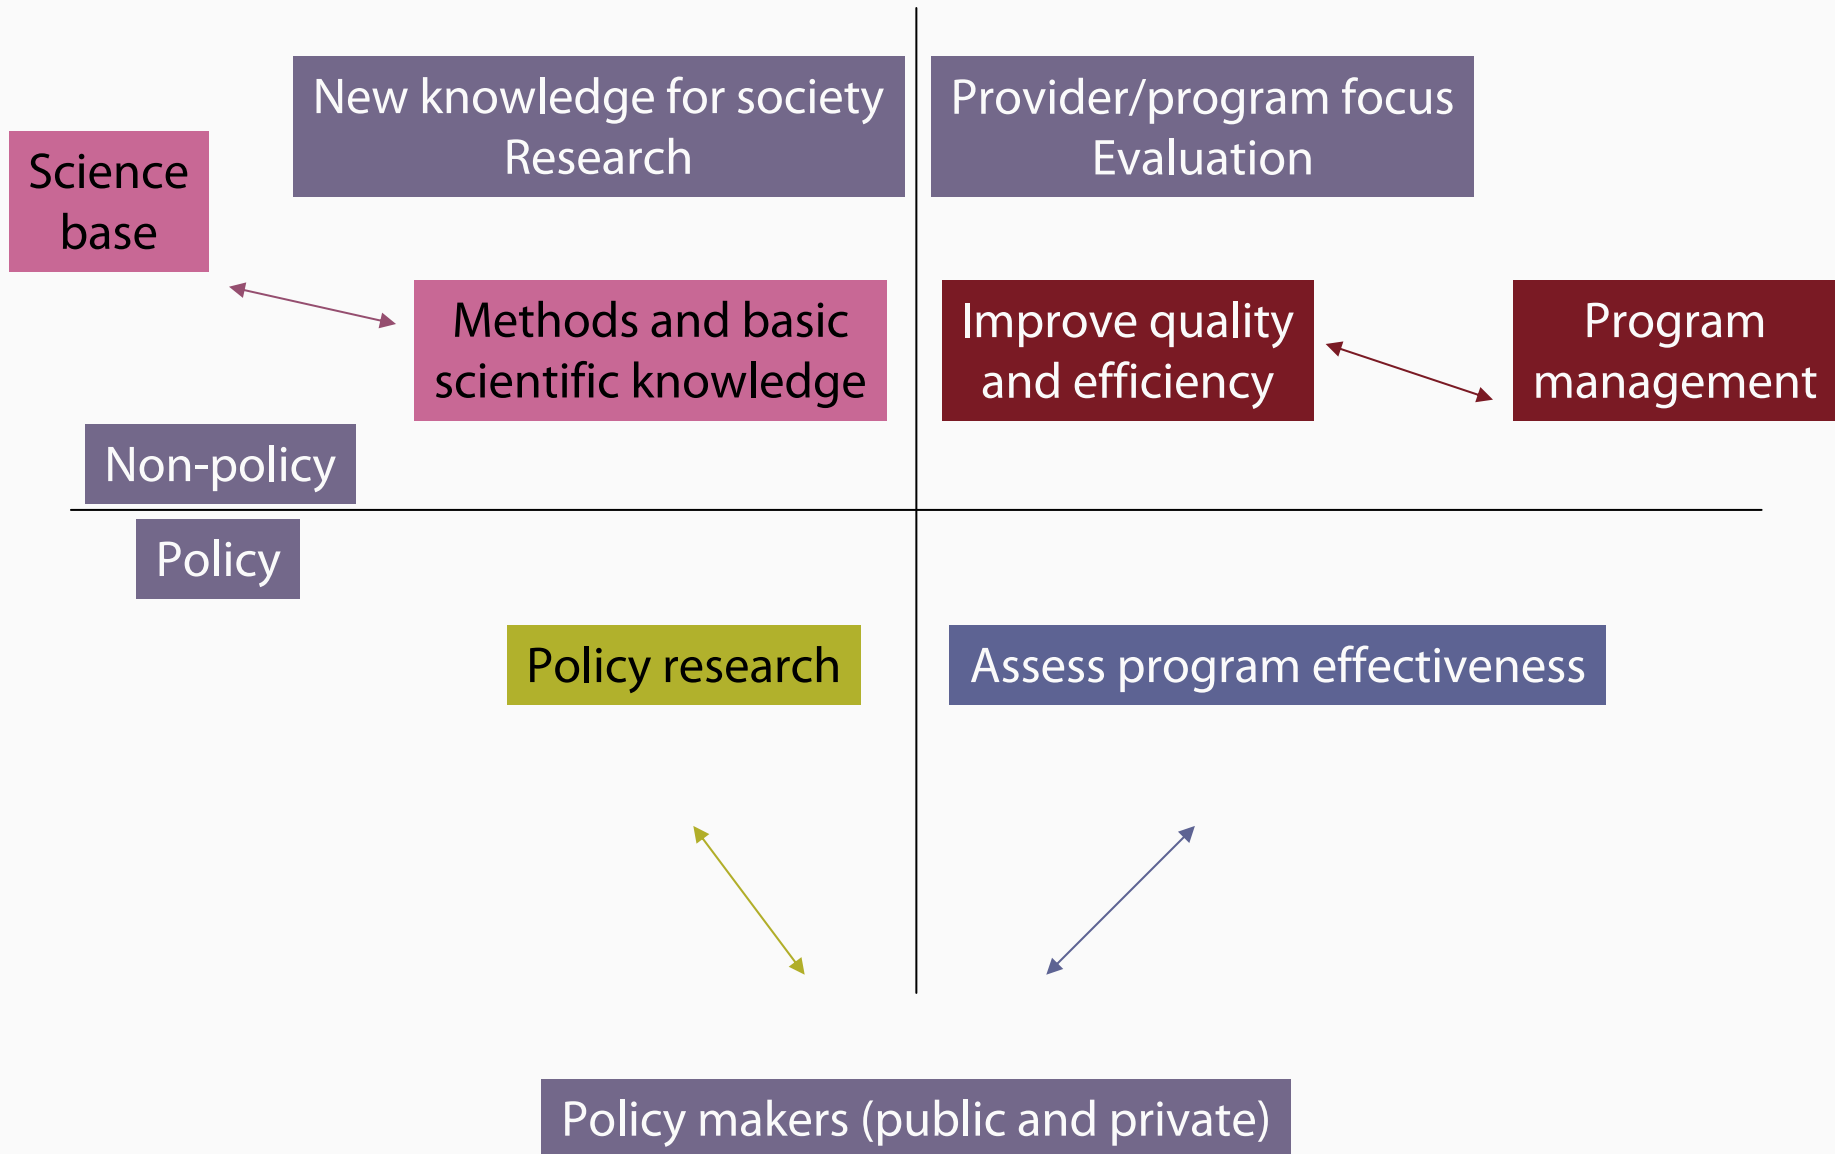 New knowledge for society
Research
Provider/program focus
Evaluation
Science
base
Methods and basic
scientific knowledge
Improve quality
and efficiency
Program
management
Non-policy
Policy
Policy research
Assess program effectiveness
Policy makers (public and private)